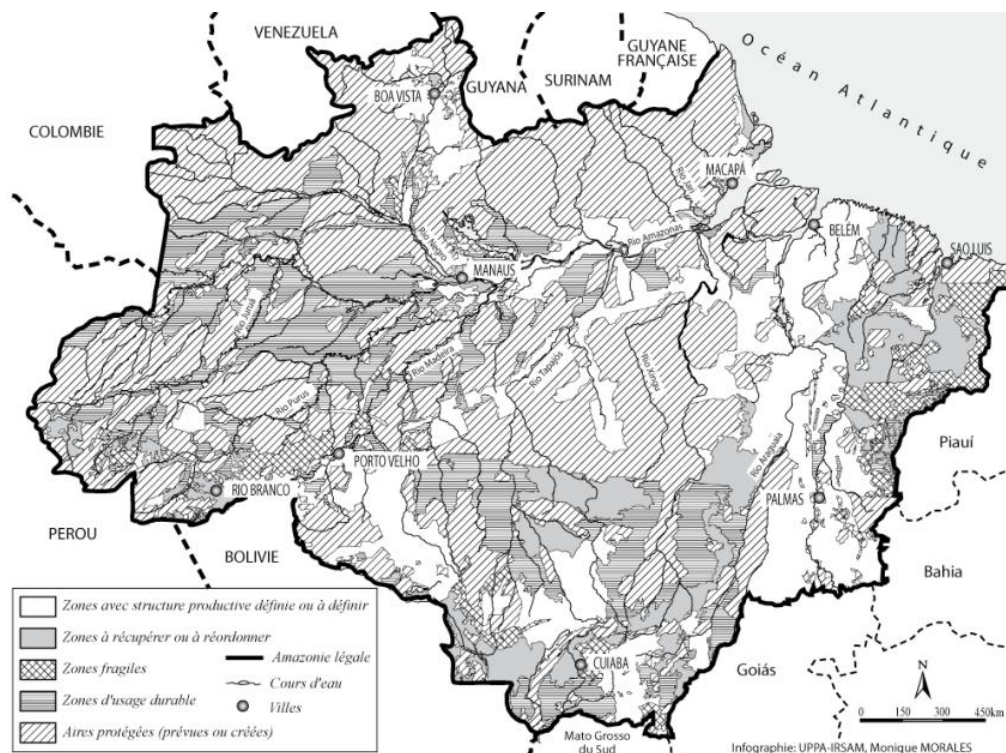 VENEZUELA
GUYANE
FRANÇAISE
SURINAM
GUYANA
Océan Atlantique
BOA VISTA
COLOMBIE
MACAPÁ
Rio Jari
BELÉM
SAO LUIS
Rio Amazonas
Rio Negro
MANAUS
Rio Juruá
Rio Madeira
Rio Tapajós
Rio Xingu
Rio Purus
Rio Araguaia
Piauí
PORTO VELHO
RIO BRANCO
PALMAS
PEROU
BOLIVIE
Bahia
Zones avec structure productive définie ou à définir
Zones à récupérer ou à réordonner
Zones fragiles
Zones d'usage durable
Aires protégées (prévues ou créées)
Amazonie légale
Cours d'eau
Villes
CUIABA
Goiás
N
0 150 300 450km
Mato Grosso
du Sud
Infographie: UPPA-IRSAM, Monique MORALES